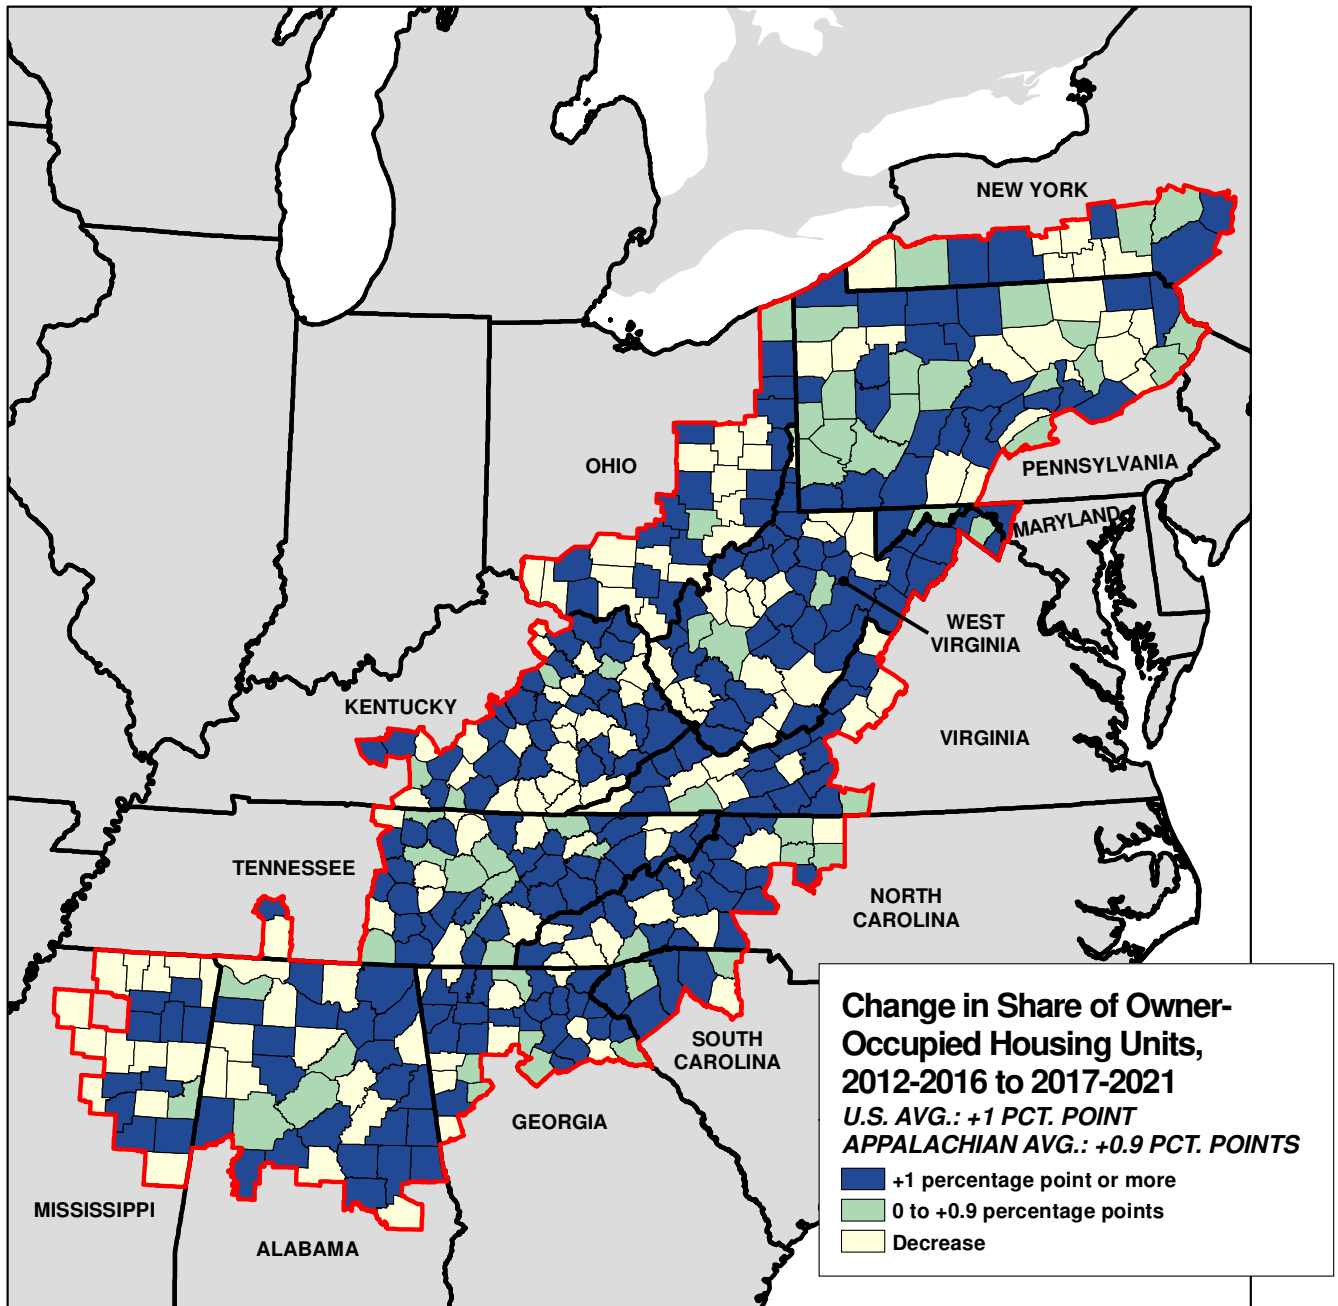 NEW YORK
OHIO
PENNSYLVANIA
MARYLAND
WEST
VIRGINIA
KENTUCKY
VIRGINIA
TENNESSEE
NORTH
CAROLINA
SOUTH
CAROLINA
GEORGIA
MISSISSIPPI
ALABAMA
Change in Share of Owner-
Occupied Housing Units,
2012-2016 to 2017-2021
U.S. AVG.: +1 PCT. POINT
APPALACHIAN AVG.: +0.9 PCT. POINTS
+1 percentage point or more
0 to +0.9 percentage points
Decrease